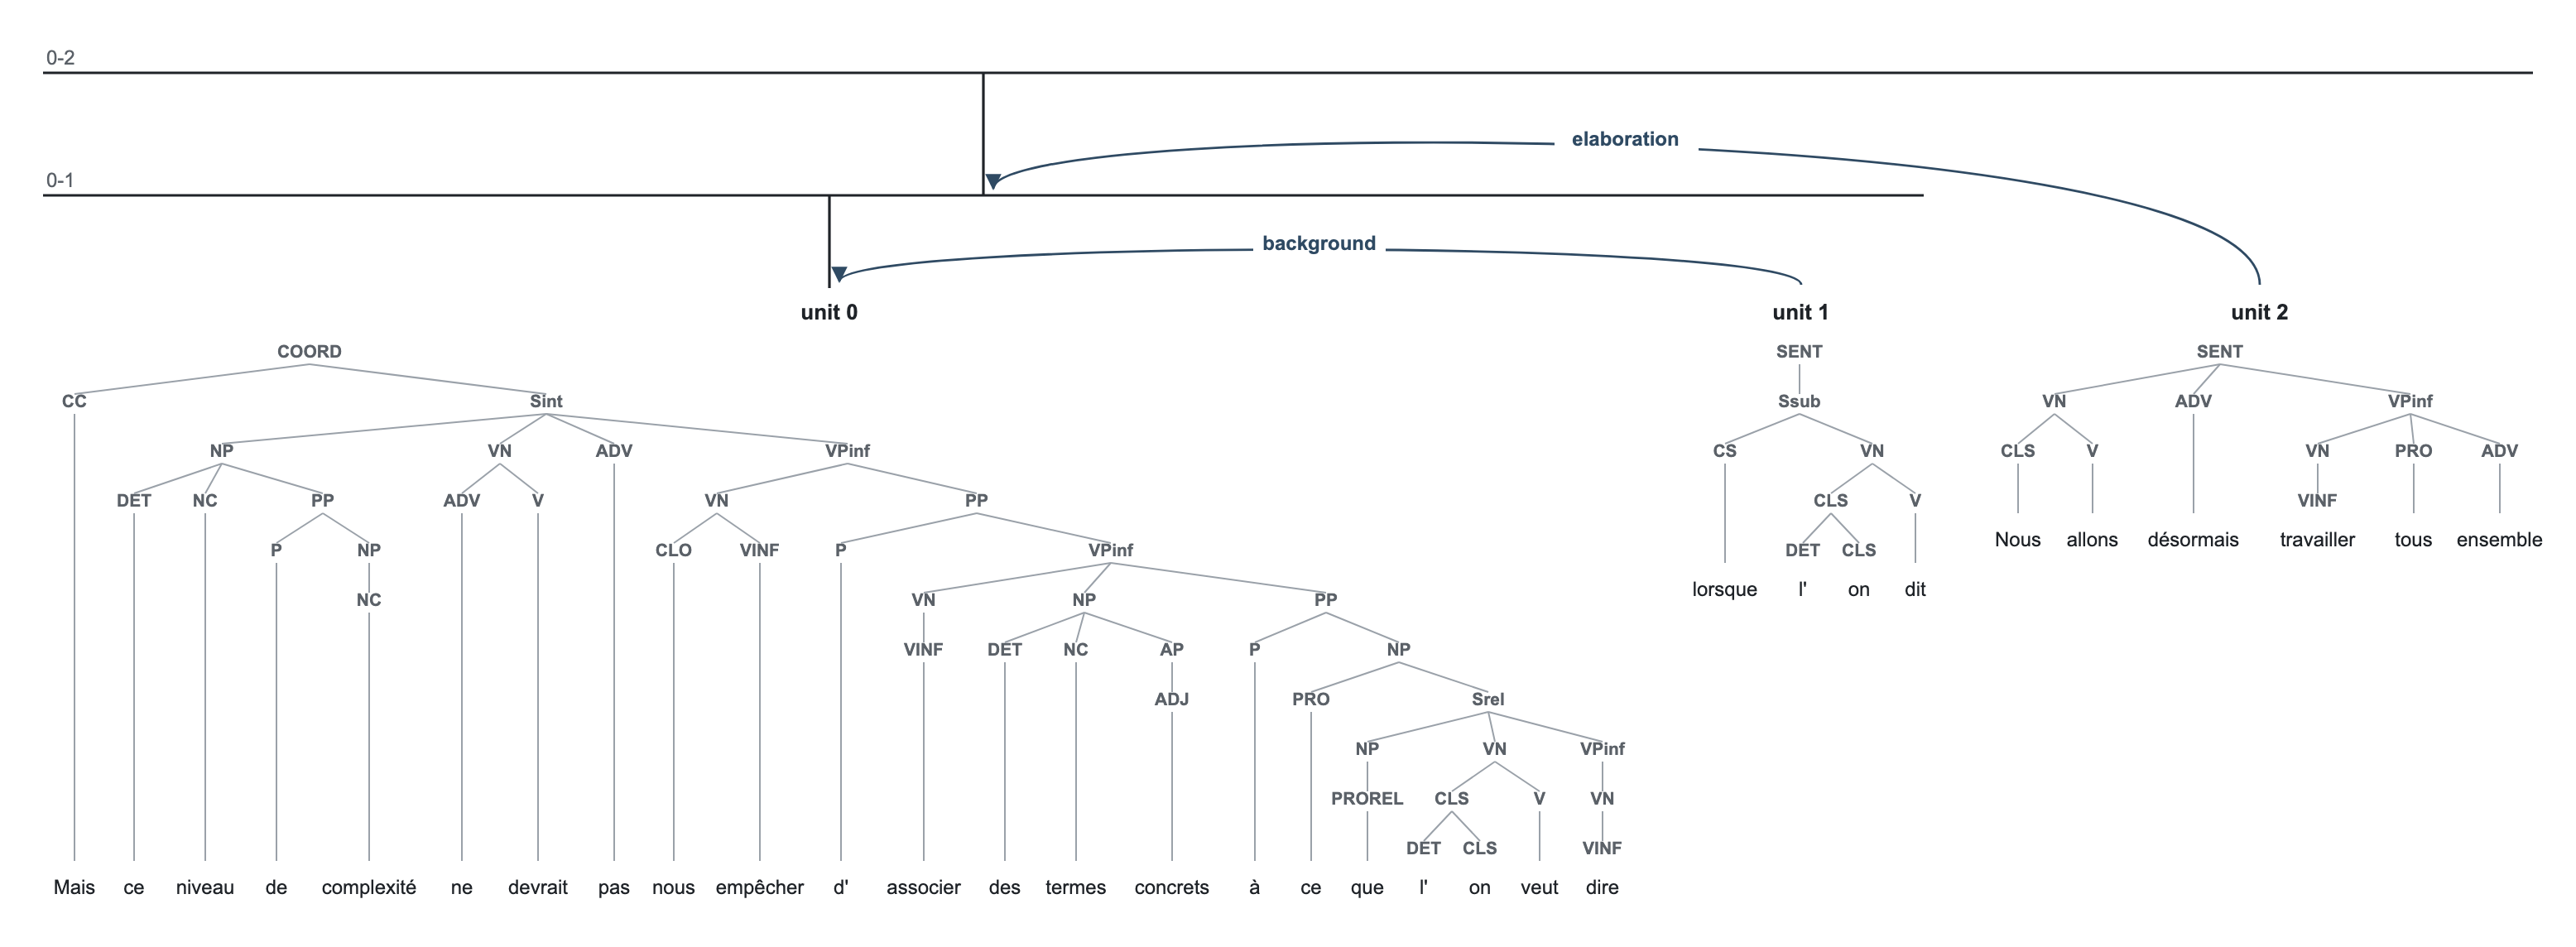 0-2
elaboration
0-1
background
unit 0 unit 1 unit 2
COORD SENT SENT
CC Sint Ssub VN ADV VPinf
NP VN ADV VPinf CS VN CLS V VN PRO ADV
DET NC PP ADV V VN PP CLS V VINF
Nous allons désormais travailler tous ensemble
P NP CLO VINF P VPinf DET CLS
lorsque l' on dit
NC VN NP PP
VINF DET NC AP P NP
ADJ PRO Srel
NP VN VPinf
PROREL CLS V VN
DET CLS VINF
Mais ce niveau de complexité ne devrait pas nous empêcher d' associer des termes concrets à ce que l' on veut dire